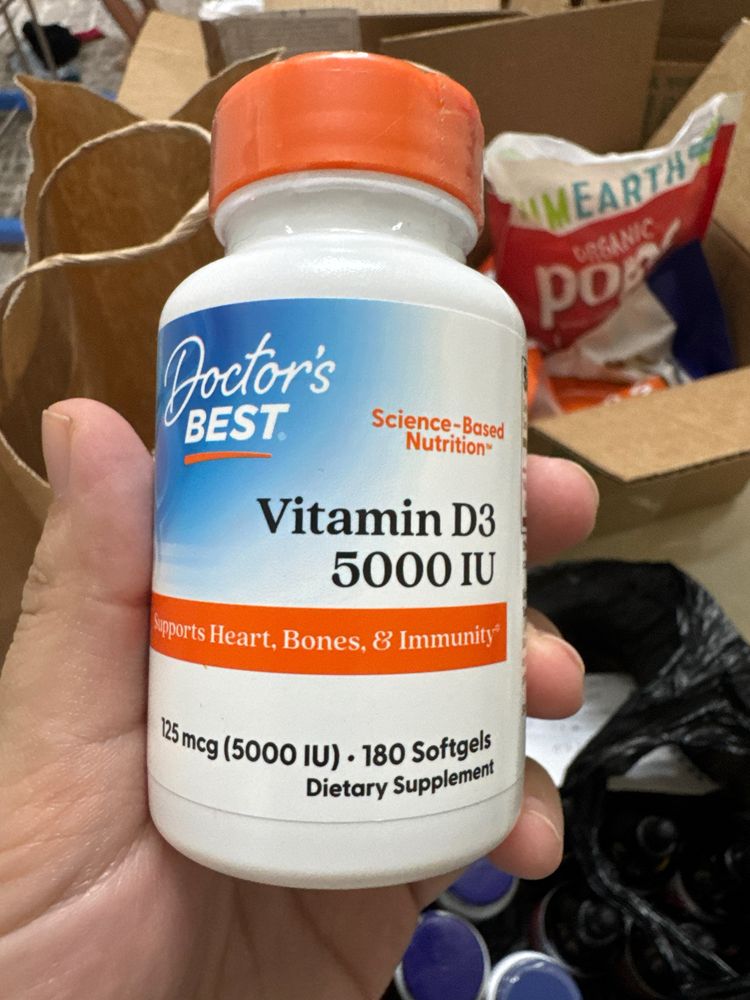 Doctor's
BEST
Science-Based
Nutrition™
Vitamin D3
5000 IU
Supports Heart, Bones, & Immunity*
125 mcg (5000 IU) • 180 Softgels
Dietary Supplement
EARTH
ORGANIC